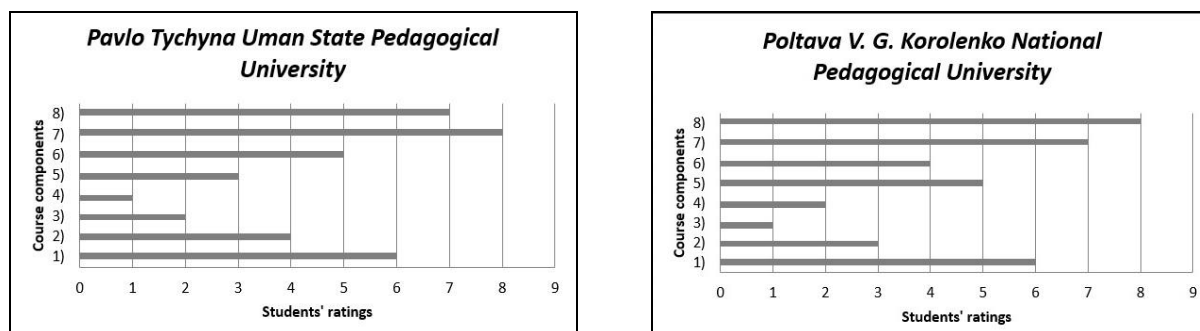 Pavlo Tychyna Uman State Pedagogical
University
Course components
8)
7)
6)
5)
4)
3)
2)
1)
0 1 2 3 4 5 6 7 8 9
Students' ratings
Poltava V. G. Korolenko National
Pedagogical University
Course components
8)
7)
6)
5)
4)
3)
2)
1)
0 1 2 3 4 5 6 7 8 9
Students' ratings